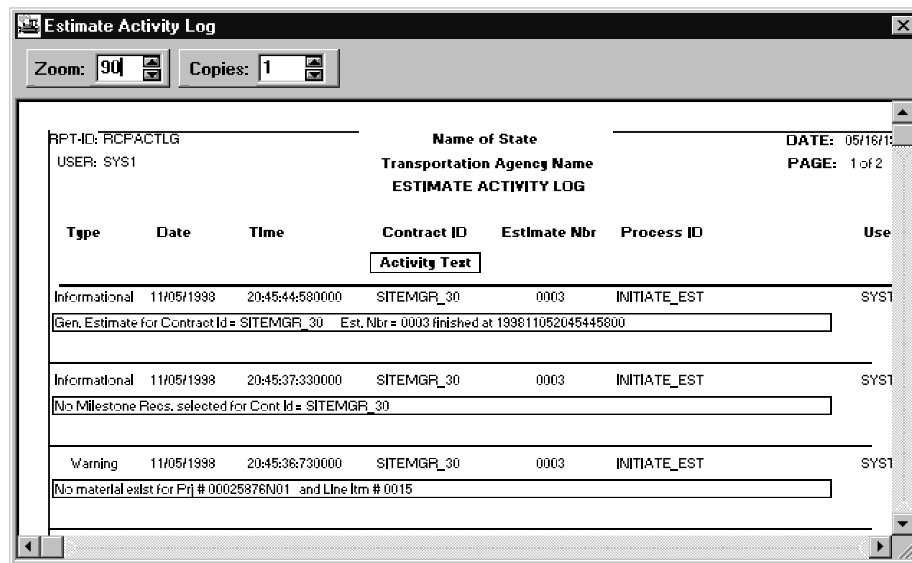 Estimate Activity Log
Zoom: 90 Copies: 1
RPT-ID: RCPACTLG Name of State DATE: 05/16/1
USER: SYS1 Transportation Agency Name PAGE: 1 of 2
ESTIMATE ACTIVITY LOG
Type Date Time Contract ID Estimate Nbr Process ID Use
Activity Text
Informational 11/05/1998 20:45:44:580000 SITEMGR_30 0003 INITIATE_EST SYST
Gen. Estimate for Contract Id = SITEMGR_30 Est. Nbr = 0003 finished at 199811052045445800
Informational 11/05/1998 20:45:37:330000 SITEMGR_30 0003 INITIATE_EST SYST
No Milestone Recs. selected for Cont Id = SITEMGR_30
Warning 11/05/1998 20:45:36:730000 SITEMGR_30 0003 INITIATE_EST SYST
No material exist for Prj # 00025876N01 and Line Itm # 0015